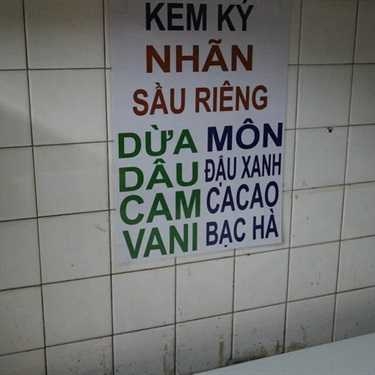 KEM KÝ
NHÃN
SẦU RIÊNG
DỪA MÔN
DÂU ĐẬU XANH
CAM CACAO
VANI BẠC HÀ